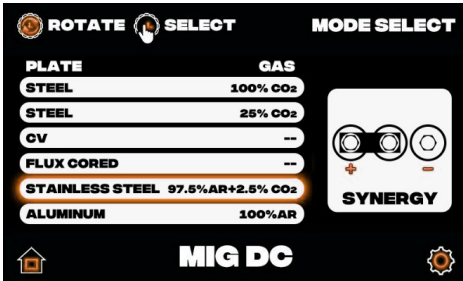 ROTATE SELECT MODE SELECT
PLATE GAS
STEEL 100% CO₂
STEEL 25% CO₂
CV --
FLUX CORED --
STAINLESS STEEL 97.5%AR+2.5% CO₂
ALUMINUM 100%AR
+ −
SYNERGY
MIG DC